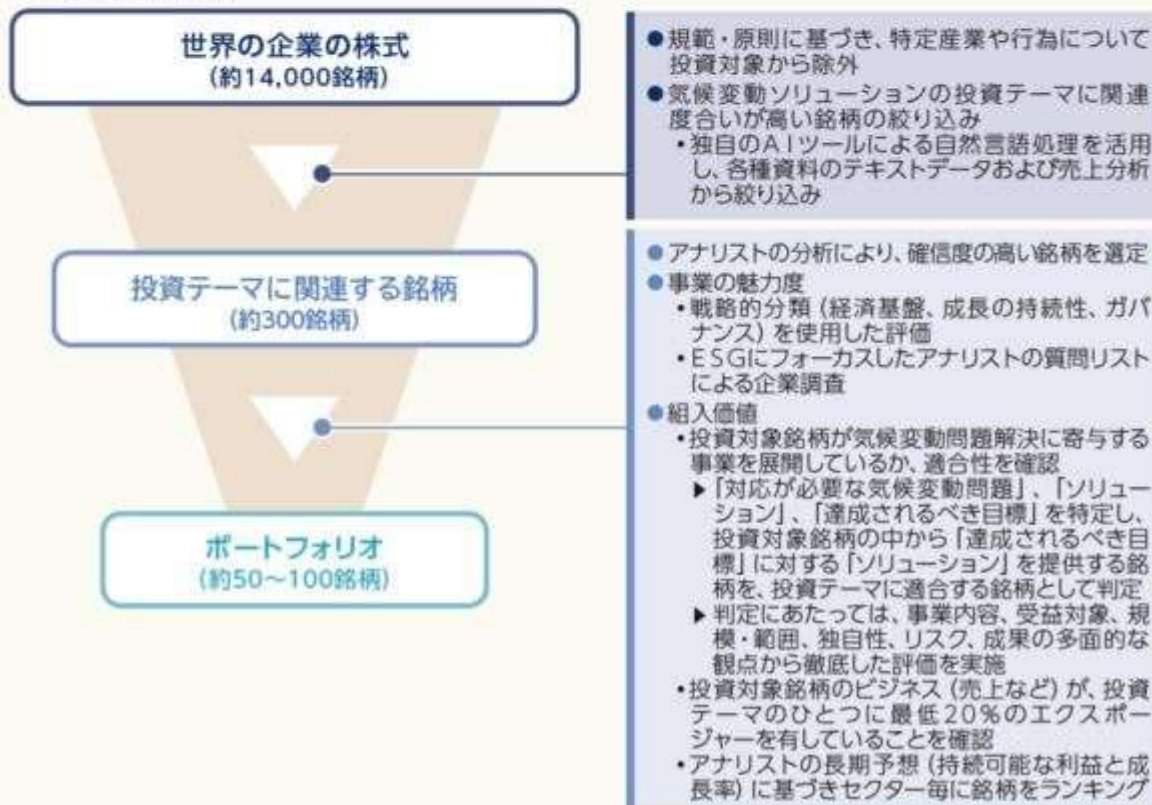 世界の企業の株式
(約14,000銘柄)
投資テーマに関連する銘柄
(約300銘柄)
ポートフォリオ
(約50～100銘柄)
●規範・原則に基づき、特定産業や行為について
投資対象から除外
●気候変動ソリューションの投資テーマに関連
度合いが高い銘柄の絞り込み
•独自のAIツールによる自然言語処理を活用
し、各種資料のテキストデータおよび売上分析
から絞り込み
●アナリストの分析により、確信度の高い銘柄を選定
●事業の魅力度
•戦略的分類（経済基盤、成長の持続性、ガバ
ナンス）を使用した評価
•ESGにフォーカスしたアナリストの質問リスト
による企業調査
●組入価値
•投資対象銘柄が気候変動問題解決に寄与する
事業を展開しているか、適合性を確認
▶「対応が必要な気候変動問題」、「ソリュー
ション」、「達成されるべき目標」を特定し、
投資対象銘柄の中から「達成されるべき目
標」に対する「ソリューション」を提供する銘
柄を、投資テーマに適合する銘柄として判定
▶判定にあたっては、事業内容、受益対象、規
模・範囲、独自性、リスク、成果の多面的な
観点から徹底した評価を実施
•投資対象銘柄のビジネス（売上など）が、投資
テーマのひとつに最低20％のエクスポー
ジャーを有していることを確認
•アナリストの長期予想（持続可能な利益と成
長率）に基づきセクター毎に銘柄をランキング